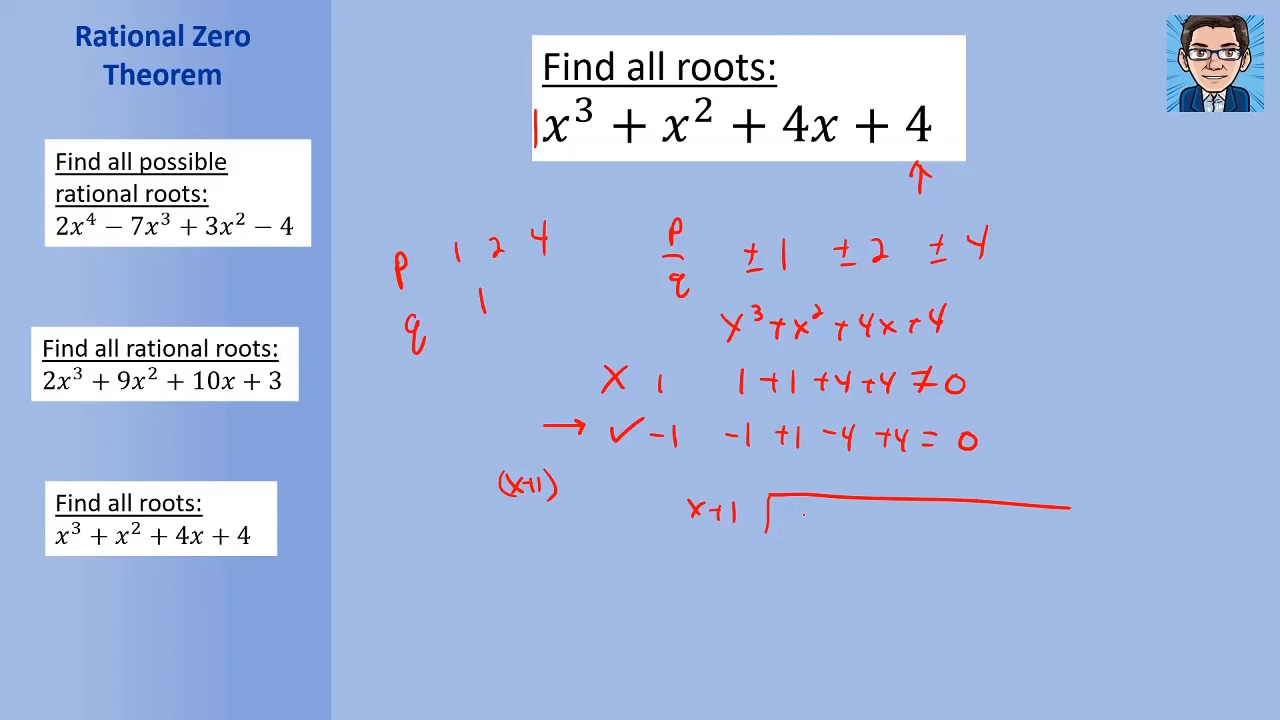 Rational Zero
Theorem
Find all possible
rational roots:
2x⁴ − 7x³ + 3x² − 4
Find all rational roots:
2x³ + 9x² + 10x + 3
Find all roots:
x³ + x² + 4x + 4
Find all roots:
1x³ + x² + 4x + 4
p 1 2 4
q 1
p/q ±1 ±2 ±4
x³ + x² + 4x + 4
X 1 1 + 1 + 4 + 4 ≠ 0
→ ✓ -1 -1 + 1 - 4 + 4 = 0
(x+1)
x+1